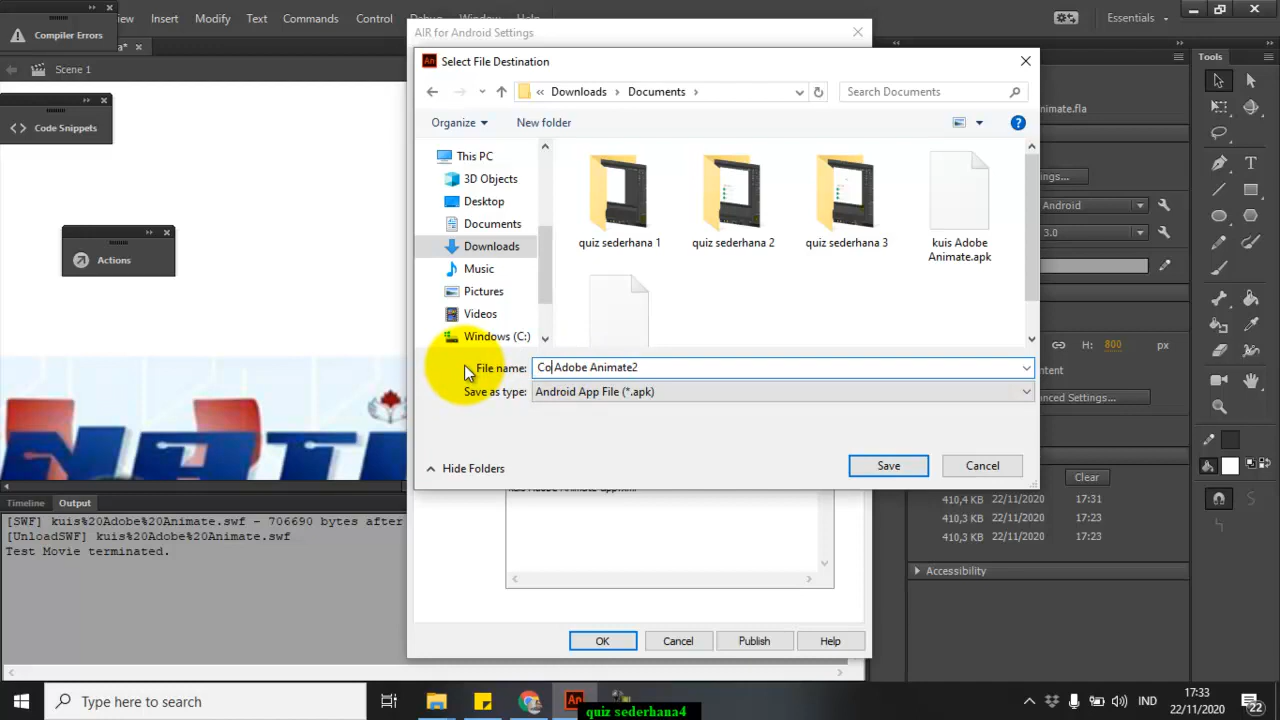 View Insert Modify Text Commands Control Debug Window Help
Essentials
Compiler Errors
Scene 1
Code Snippets
Actions
AIR for Android Settings
Select File Destination
« Downloads > Documents >
Search Documents
Organize
New folder
This PC
3D Objects
Desktop
Documents
Downloads
Music
Pictures
Videos
Windows (C:)
quiz sederhana 1
quiz sederhana 2
quiz sederhana 3
kuis Adobe
Animate.apk
File name:
Co Adobe Animate2
Save as type:
Android App File (*.apk)
Hide Folders
Save
Cancel
OK
Cancel
Publish
Help
Tools
Android
3.0
H: 800 px
Clear
410,4 KB 22/11/2020 17:31
410,3 KB 22/11/2020 17:23
410,3 KB 22/11/2020 17:23
Accessibility
Timeline
Output
[SWF] kuis%20Adobe%20Animate.swf - 706690 bytes after
[UnloadSWF] kuis%20Adobe%20Animate.swf
Test Movie terminated.
Type here to search
quiz sederhana4
IND
17:33
22/11/2020
22